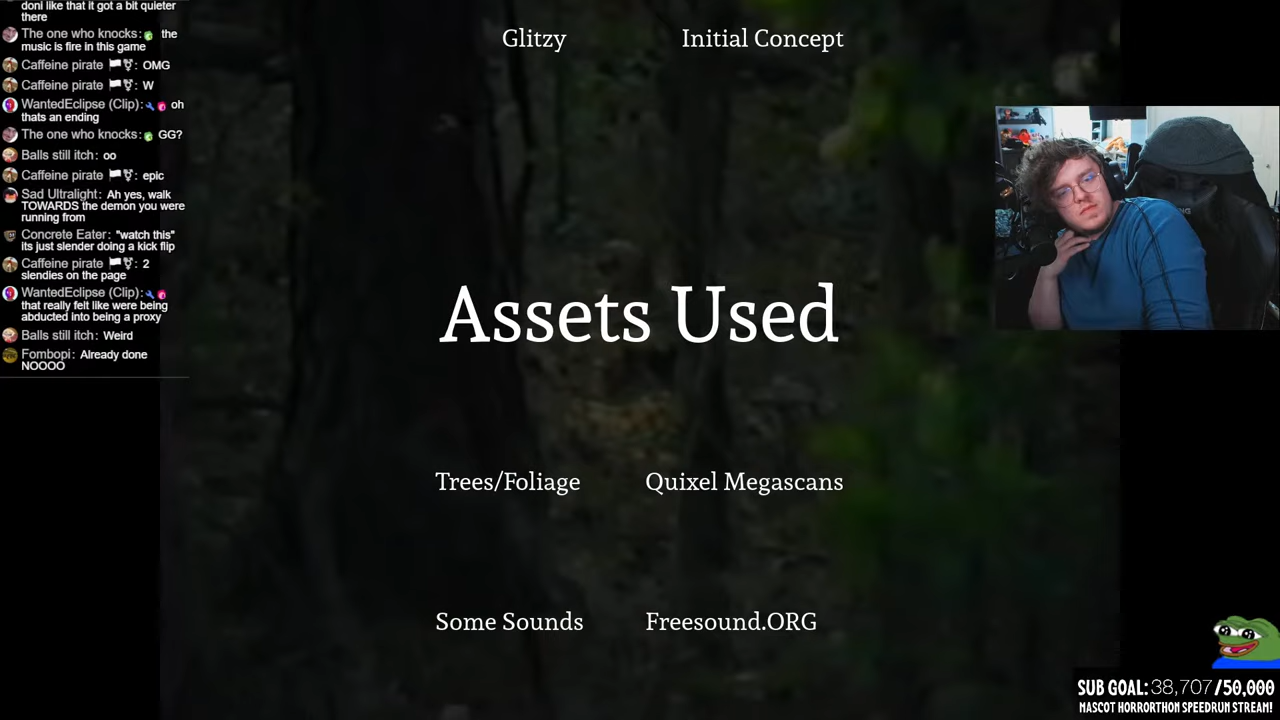 doni like that it got a bit quieter
there
The one who knocks: the
music is fire in this game
Caffeine pirate: OMG
Caffeine pirate: W
WantedEclipse (Clip): oh
thats an ending
The one who knocks: GG?
Balls still itch: oo
Caffeine pirate: epic
Sad Ultralight: Ah yes, walk
TOWARDS the demon you were
running from
Concrete Eater: "watch this"
its just slender doing a kick flip
Caffeine pirate: 2
slendies on the page
WantedEclipse (Clip):
that really felt like were being
abducted into being a proxy
Balls still itch: Weird
Fombopi: Already done
NOOOO
Glitzy Initial Concept
Assets Used
Trees/Foliage Quixel Megascans
Some Sounds Freesound.ORG
SUB GOAL: 38,707/50,000
MASCOT HORRORTHON SPEEDRUN STREAM!